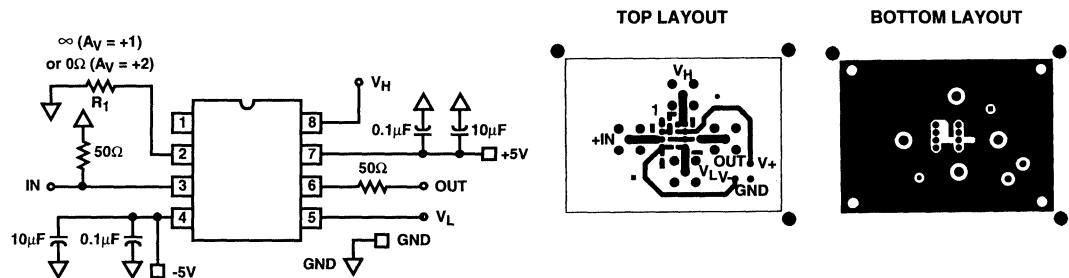 ∞ (AV = +1)
or 0Ω (AV = +2)
R1
50Ω
IN
10µF
0.1µF
-5V
1
2
3
4
8
7
6
5
VH
0.1µF
10µF
+5V
50Ω
OUT
VL
GND
GND
TOP LAYOUT
VH
1
+IN
OUT
V+
VL
V-
GND
BOTTOM LAYOUT